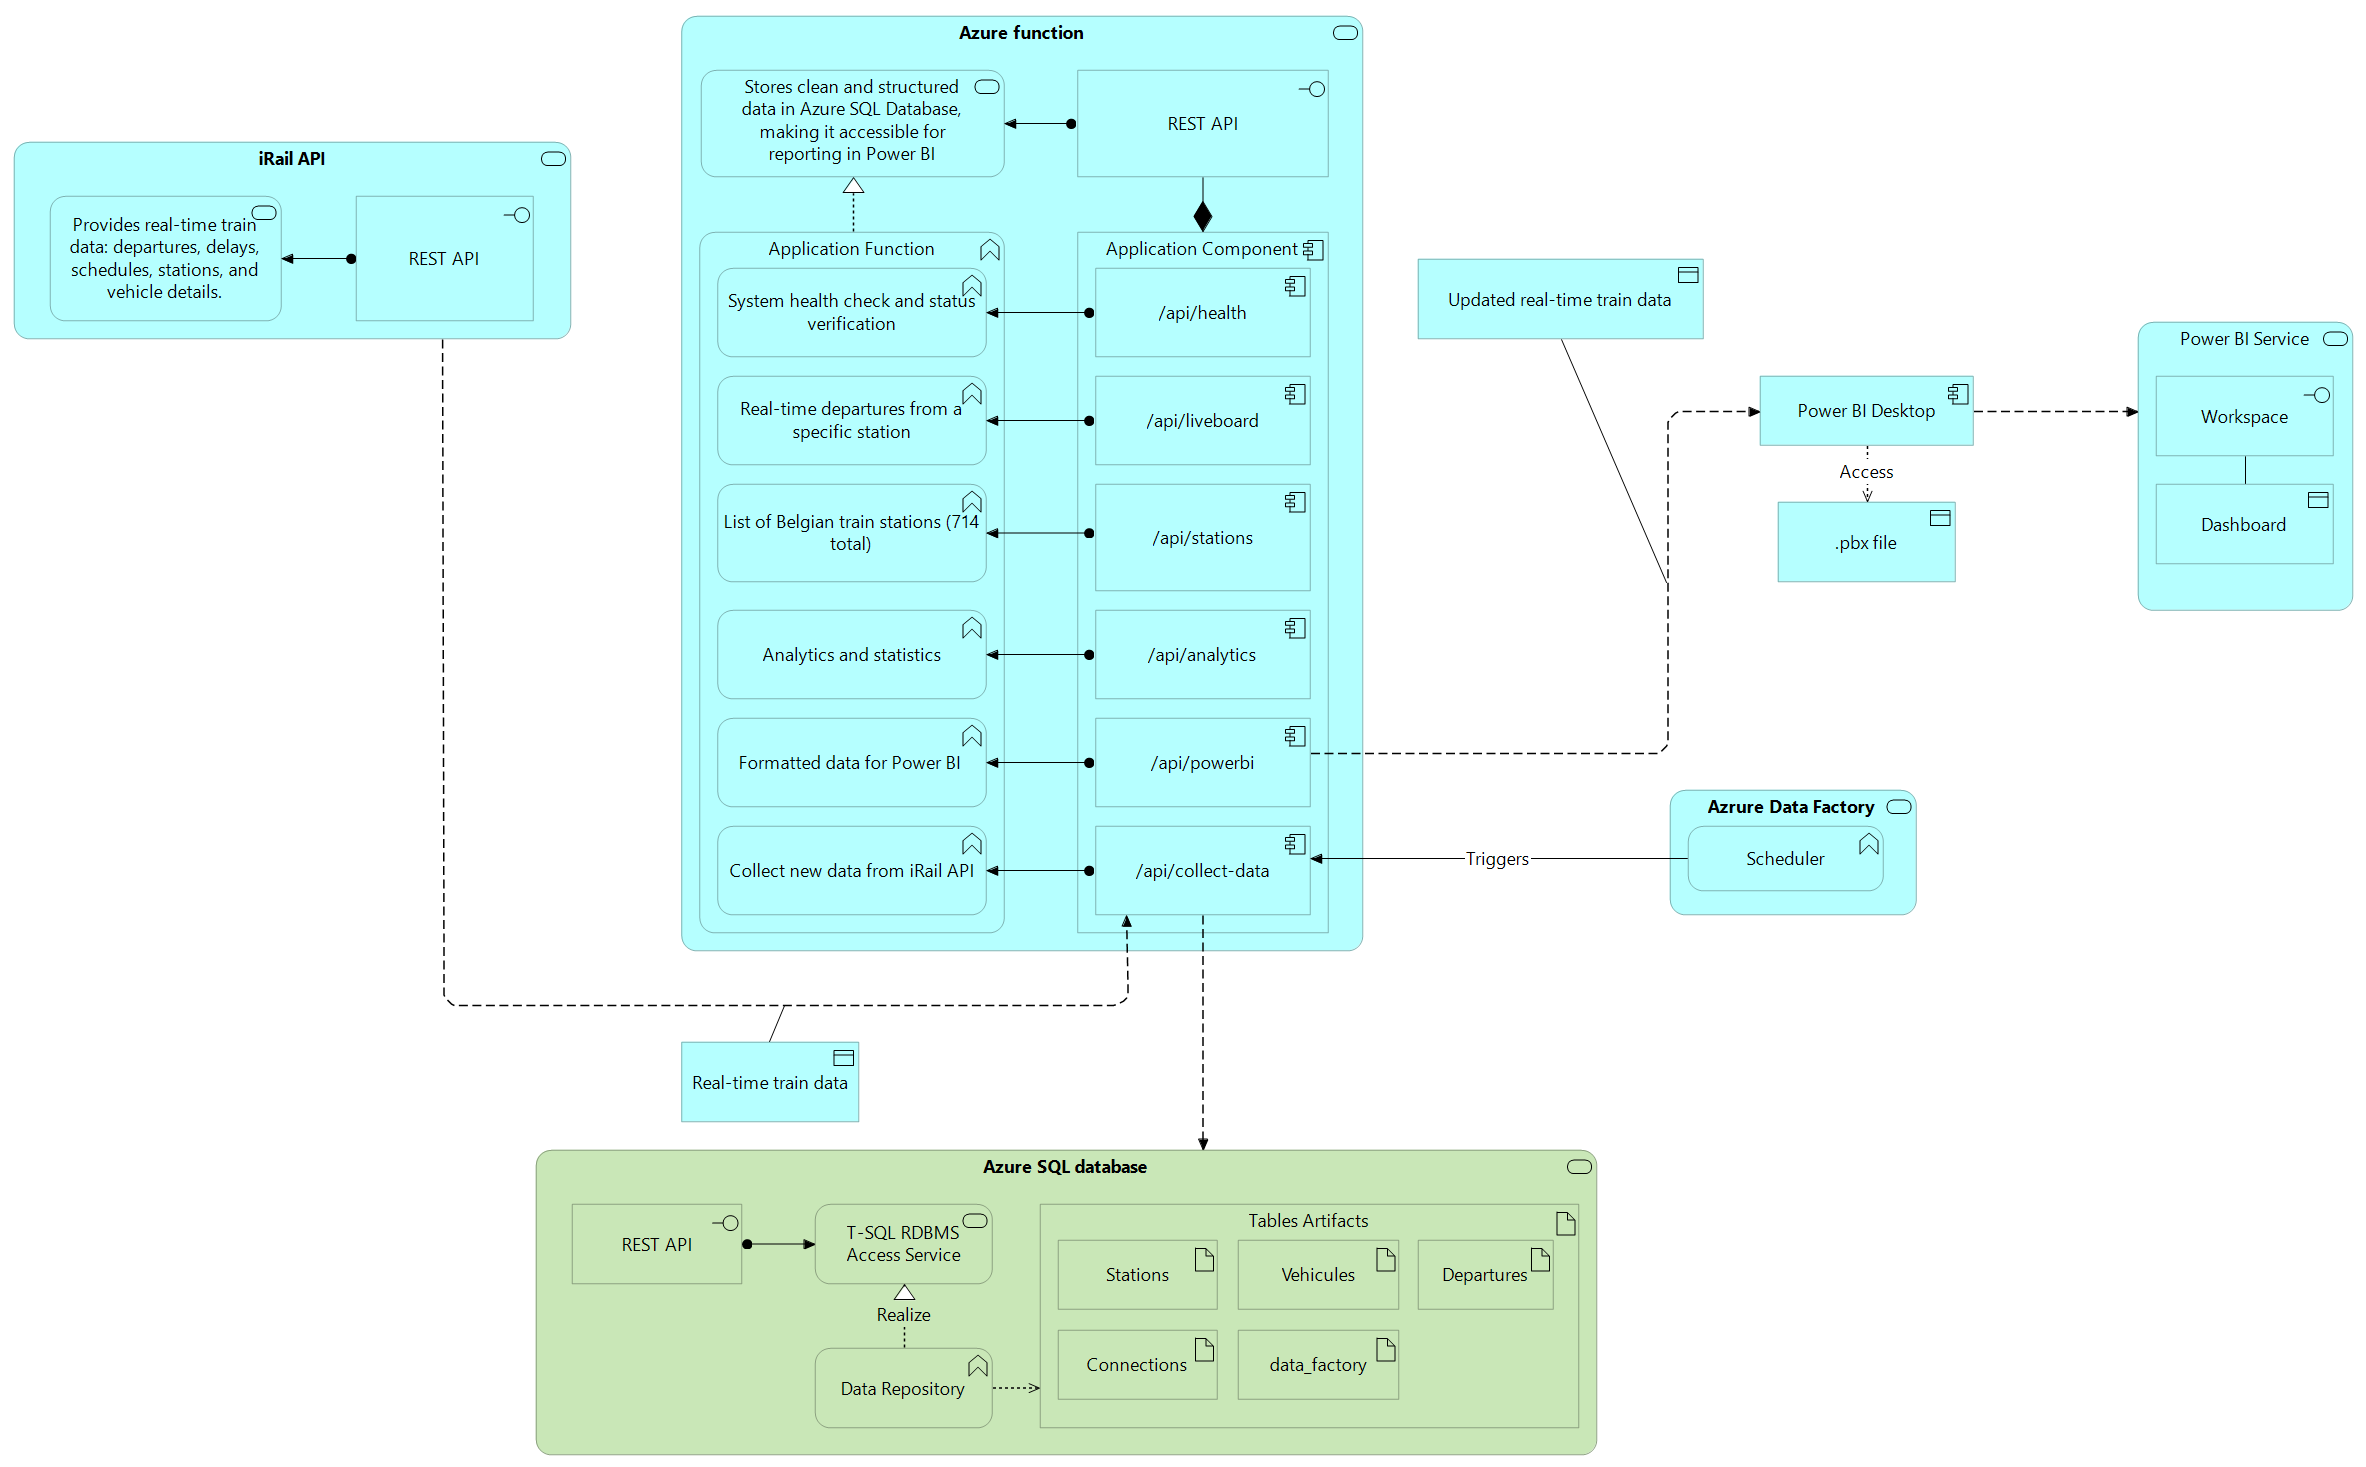 Azure function
Stores clean and structured
data in Azure SQL Database,
making it accessible for
reporting in Power BI
REST API
iRail API
Provides real-time train
data: departures, delays,
schedules, stations, and
vehicle details.
REST API
Application Function
Application Component
System health check and status
verification
/api/health
Real-time departures from a
specific station
/api/liveboard
List of Belgian train stations (714
total)
/api/stations
Analytics and statistics
/api/analytics
Formatted data for Power BI
/api/powerbi
Collect new data from iRail API
/api/collect-data
Updated real-time train data
Power BI Desktop
Access
.pbx file
Power BI Service
Workspace
Dashboard
Azrure Data Factory
Scheduler
Triggers
Real-time train data
Azure SQL database
REST API
T-SQL RDBMS
Access Service
Realize
Data Repository
Tables Artifacts
Stations
Vehicules
Departures
Connections
data_factory